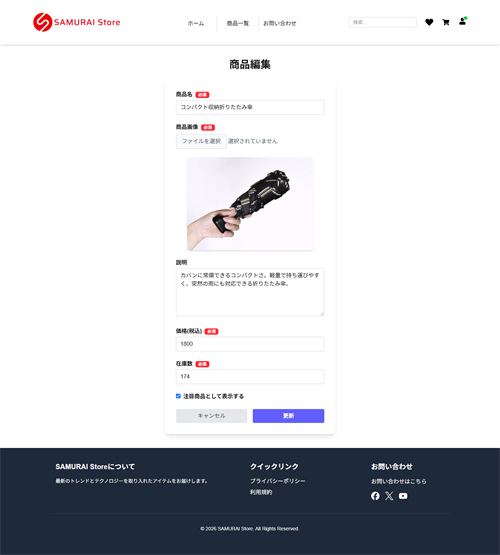 SAMURAI Store
ホーム
商品一覧
お問い合わせ
検索...
商品編集
商品名 必須
コンパクト収納折りたたみ傘
商品画像 必須
ファイルを選択 選択されていません
説明
カバンに常備できるコンパクトさ。軽量で持ち運びやす
く、突然の雨にも対応できる折りたたみ傘。
価格(税込) 必須
1800
在庫数 必須
174
注目商品として表示する
キャンセル
更新
SAMURAI Storeについて
最新のトレンドとテクノロジーを取り入れたアイテムをお届けします。
クイックリンク
プライバシーポリシー
利用規約
お問い合わせ
お問い合わせはこちら
© 2026 SAMURAI Store. All Rights Reserved.